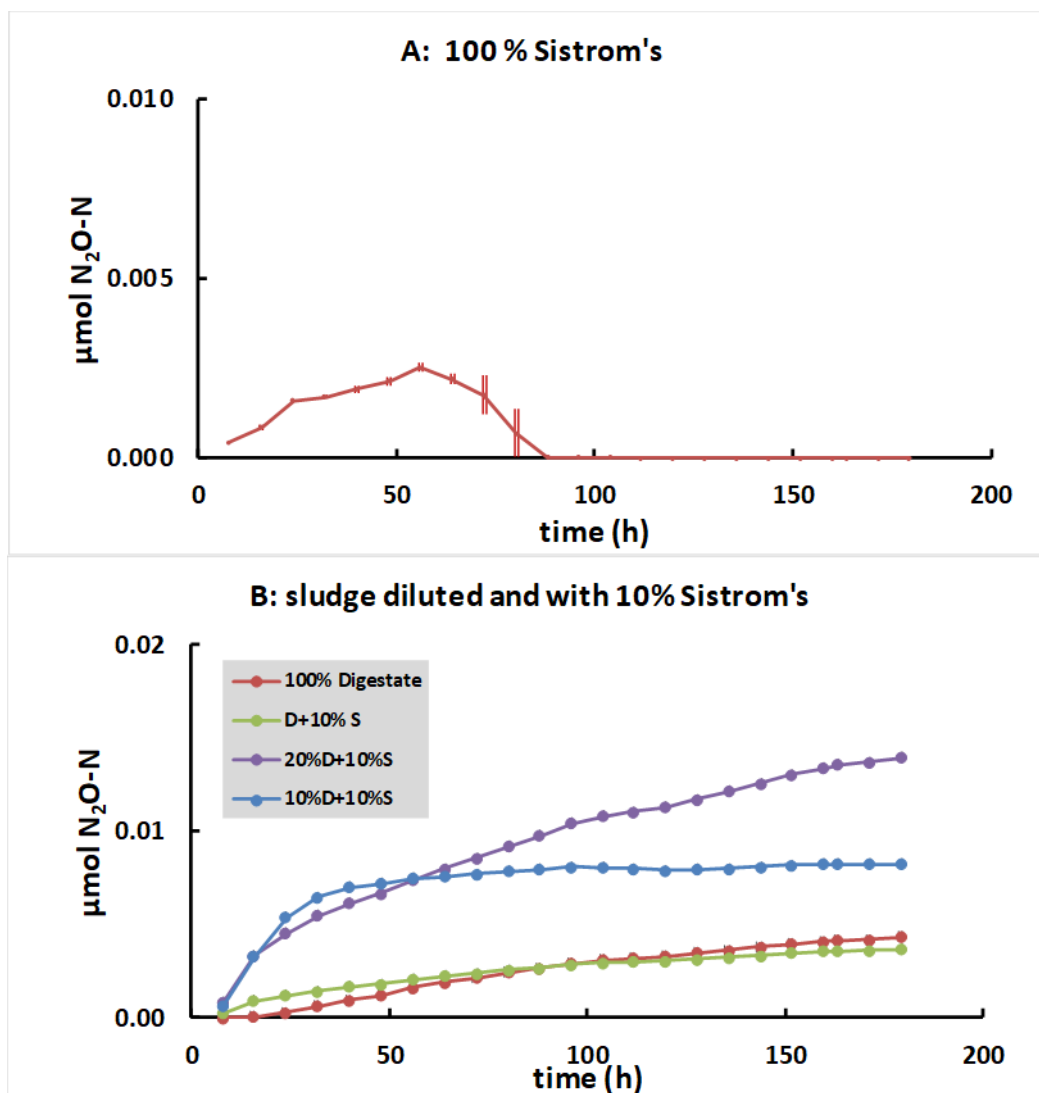 A: 100 % Sistrom's
0.010
0.005
0.000
µmol N₂O-N
0 50 100 150 200
time (h)
B: sludge diluted and with 10% Sistrom's
0.02
0.01
0.00
µmol N₂O-N
100% Digestate
D+10% S
20%D+10%S
10%D+10%S
0 50 100 150 200
time (h)